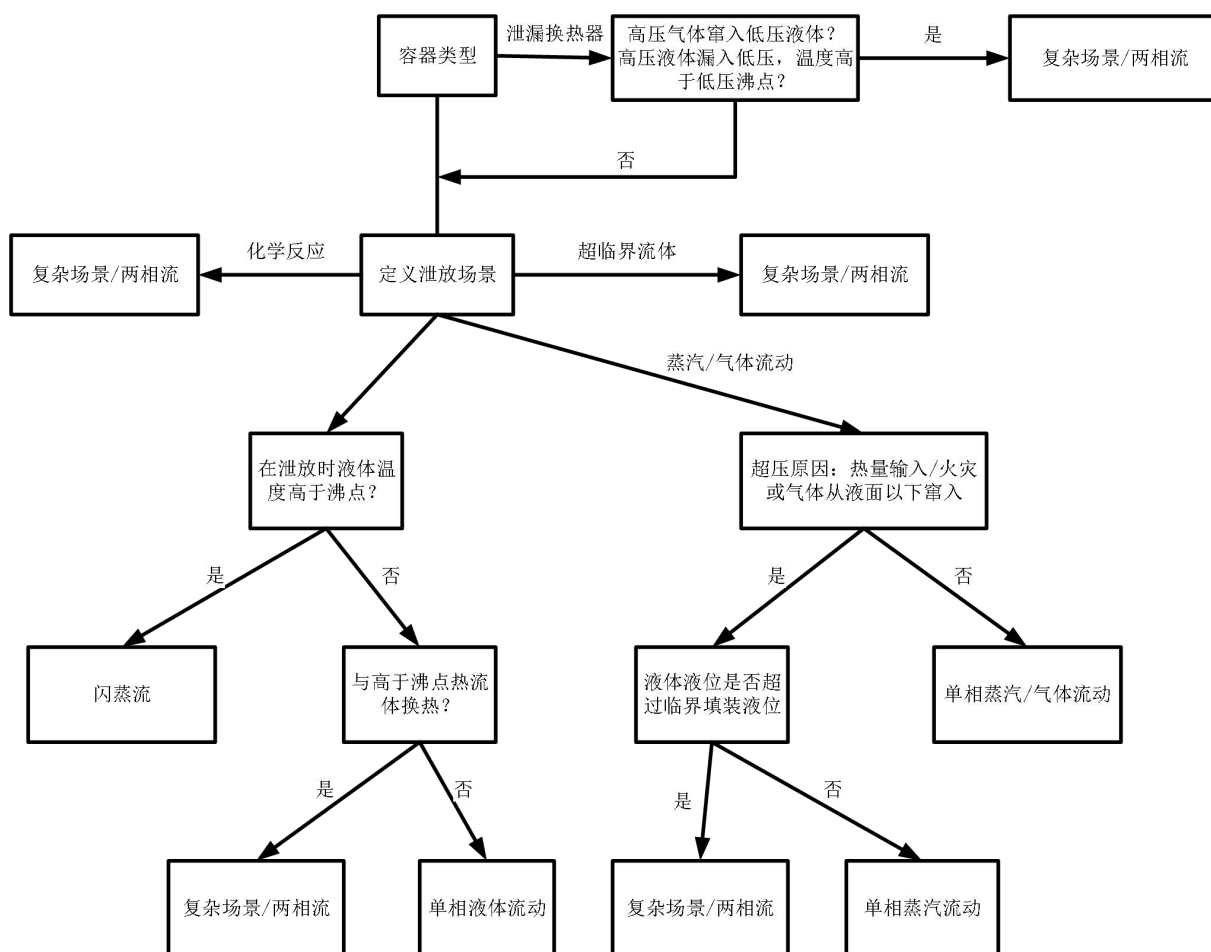 泄漏换热器
高压气体窜入低压液体？
是
容器类型
高压液体漏入低压，温度高
复杂场景/两相流
于低压沸点？
否
化学反应
超临界流体
复杂场景/两相流
定义泄放场景
复杂场景/两相流
蒸汽/气体流动
在泄放时液体温
度高于沸点？
超压原因：热量输入/火灾
或气体从液面以下窜入
是
否
是
否
闪蒸流
与高于沸点热流
体换热？
液体液位是否超
过临界填装液位
单相蒸汽/气体流动
是
否
是
否
复杂场景/两相流
单相液体流动
复杂场景/两相流
单相蒸汽流动